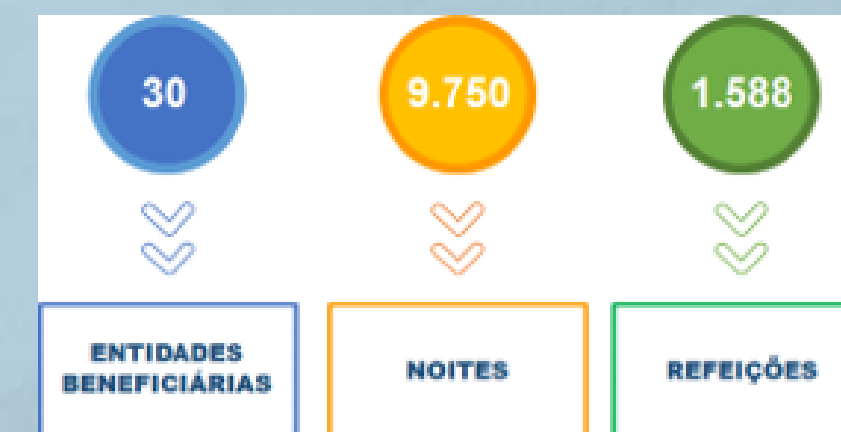 30
9.750
1.588
ENTIDADES
BENEFICIÁRIAS
NOITES
REFEIÇÕES